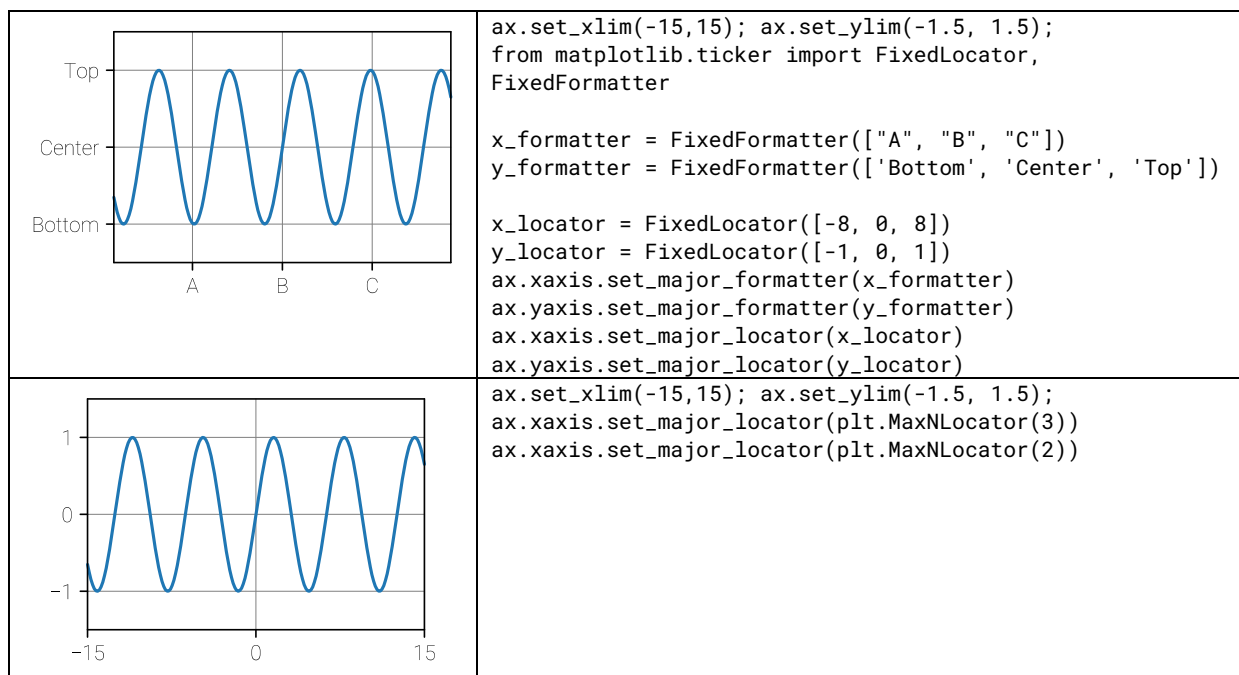 Top
Center
Bottom
A B C
ax.set_xlim(-15,15); ax.set_ylim(-1.5, 1.5);
from matplotlib.ticker import FixedLocator,
FixedFormatter
x_formatter = FixedFormatter(["A", "B", "C"])
y_formatter = FixedFormatter(['Bottom', 'Center', 'Top'])
x_locator = FixedLocator([-8, 0, 8])
y_locator = FixedLocator([-1, 0, 1])
ax.xaxis.set_major_formatter(x_formatter)
ax.yaxis.set_major_formatter(y_formatter)
ax.xaxis.set_major_locator(x_locator)
ax.yaxis.set_major_locator(y_locator)
1
0
−1
−15 0 15
ax.set_xlim(-15,15); ax.set_ylim(-1.5, 1.5);
ax.xaxis.set_major_locator(plt.MaxNLocator(3))
ax.xaxis.set_major_locator(plt.MaxNLocator(2))